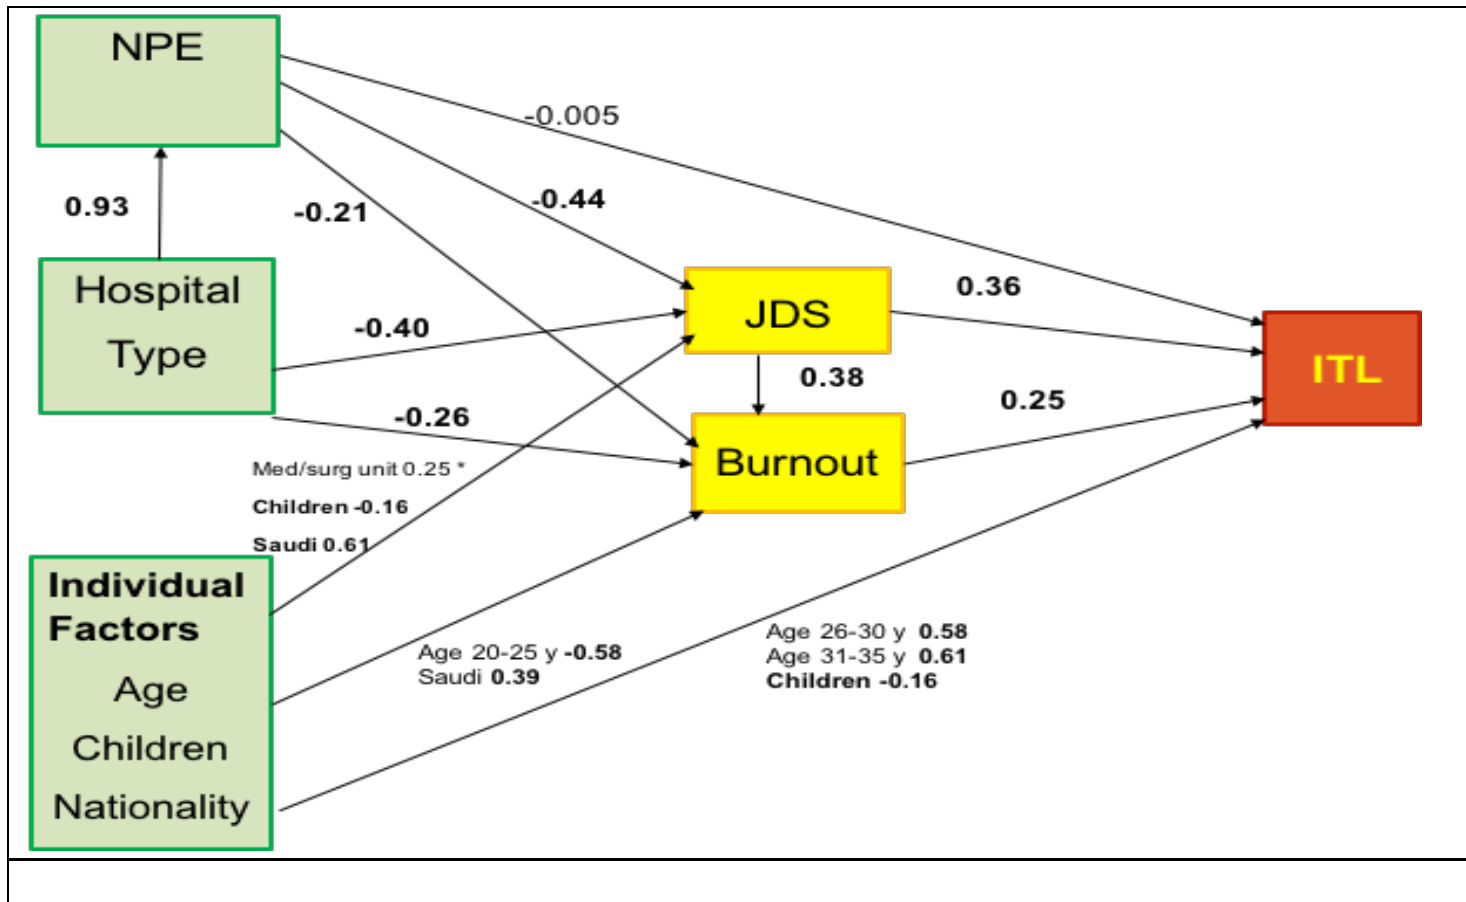 NPE
-0.005
0.93
-0.21
-0.44
Hospital
Type
-0.40
-0.26
JDS
0.36
0.38
ITL
Burnout
0.25
Med/surg unit 0.25 *
Children -0.16
Saudi 0.61
Individual
Factors
Age
Children
Nationality
Age 20-25 y -0.58
Saudi 0.39
Age 26-30 y 0.58
Age 31-35 y 0.61
Children -0.16